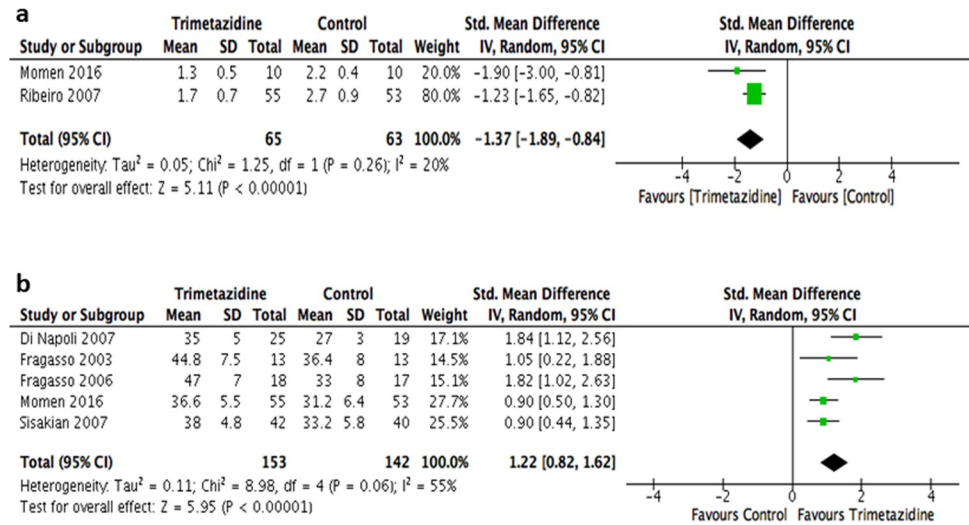 a
Trimetazidine Control Std. Mean Difference Std. Mean Difference
Study or Subgroup Mean SD Total Mean SD Total Weight IV, Random, 95% CI IV, Random, 95% CI
Momen 2016 1.3 0.5 10 2.2 0.4 10 20.0% −1.90 [−3.00, −0.81]
Ribeiro 2007 1.7 0.7 55 2.7 0.9 53 80.0% −1.23 [−1.65, −0.82]
Total (95% CI) 65 63 100.0% −1.37 [−1.89, −0.84]
Heterogeneity: Tau² = 0.05; Chi² = 1.25, df = 1 (P = 0.26); I² = 20%
Test for overall effect: Z = 5.11 (P < 0.00001)
−4 −2 0 2 4
Favours [Trimetazidine] Favours [Control]
b
Trimetazidine Control Std. Mean Difference Std. Mean Difference
Study or Subgroup Mean SD Total Mean SD Total Weight IV, Random, 95% CI IV, Random, 95% CI
Di Napoli 2007 35 5 25 27 3 19 17.1% 1.84 [1.12, 2.56]
Fragasso 2003 44.8 7.5 13 36.4 8 13 14.5% 1.05 [0.22, 1.88]
Fragasso 2006 47 7 18 33 8 17 15.1% 1.82 [1.02, 2.63]
Momen 2016 36.6 5.5 55 31.2 6.4 53 27.7% 0.90 [0.50, 1.30]
Sisakian 2007 38 4.8 42 33.2 5.8 40 25.5% 0.90 [0.44, 1.35]
Total (95% CI) 153 142 100.0% 1.22 [0.82, 1.62]
Heterogeneity: Tau² = 0.11; Chi² = 8.98, df = 4 (P = 0.06); I² = 55%
Test for overall effect: Z = 5.95 (P < 0.00001)
−4 −2 0 2 4
Favours Control Favours Trimetazidine